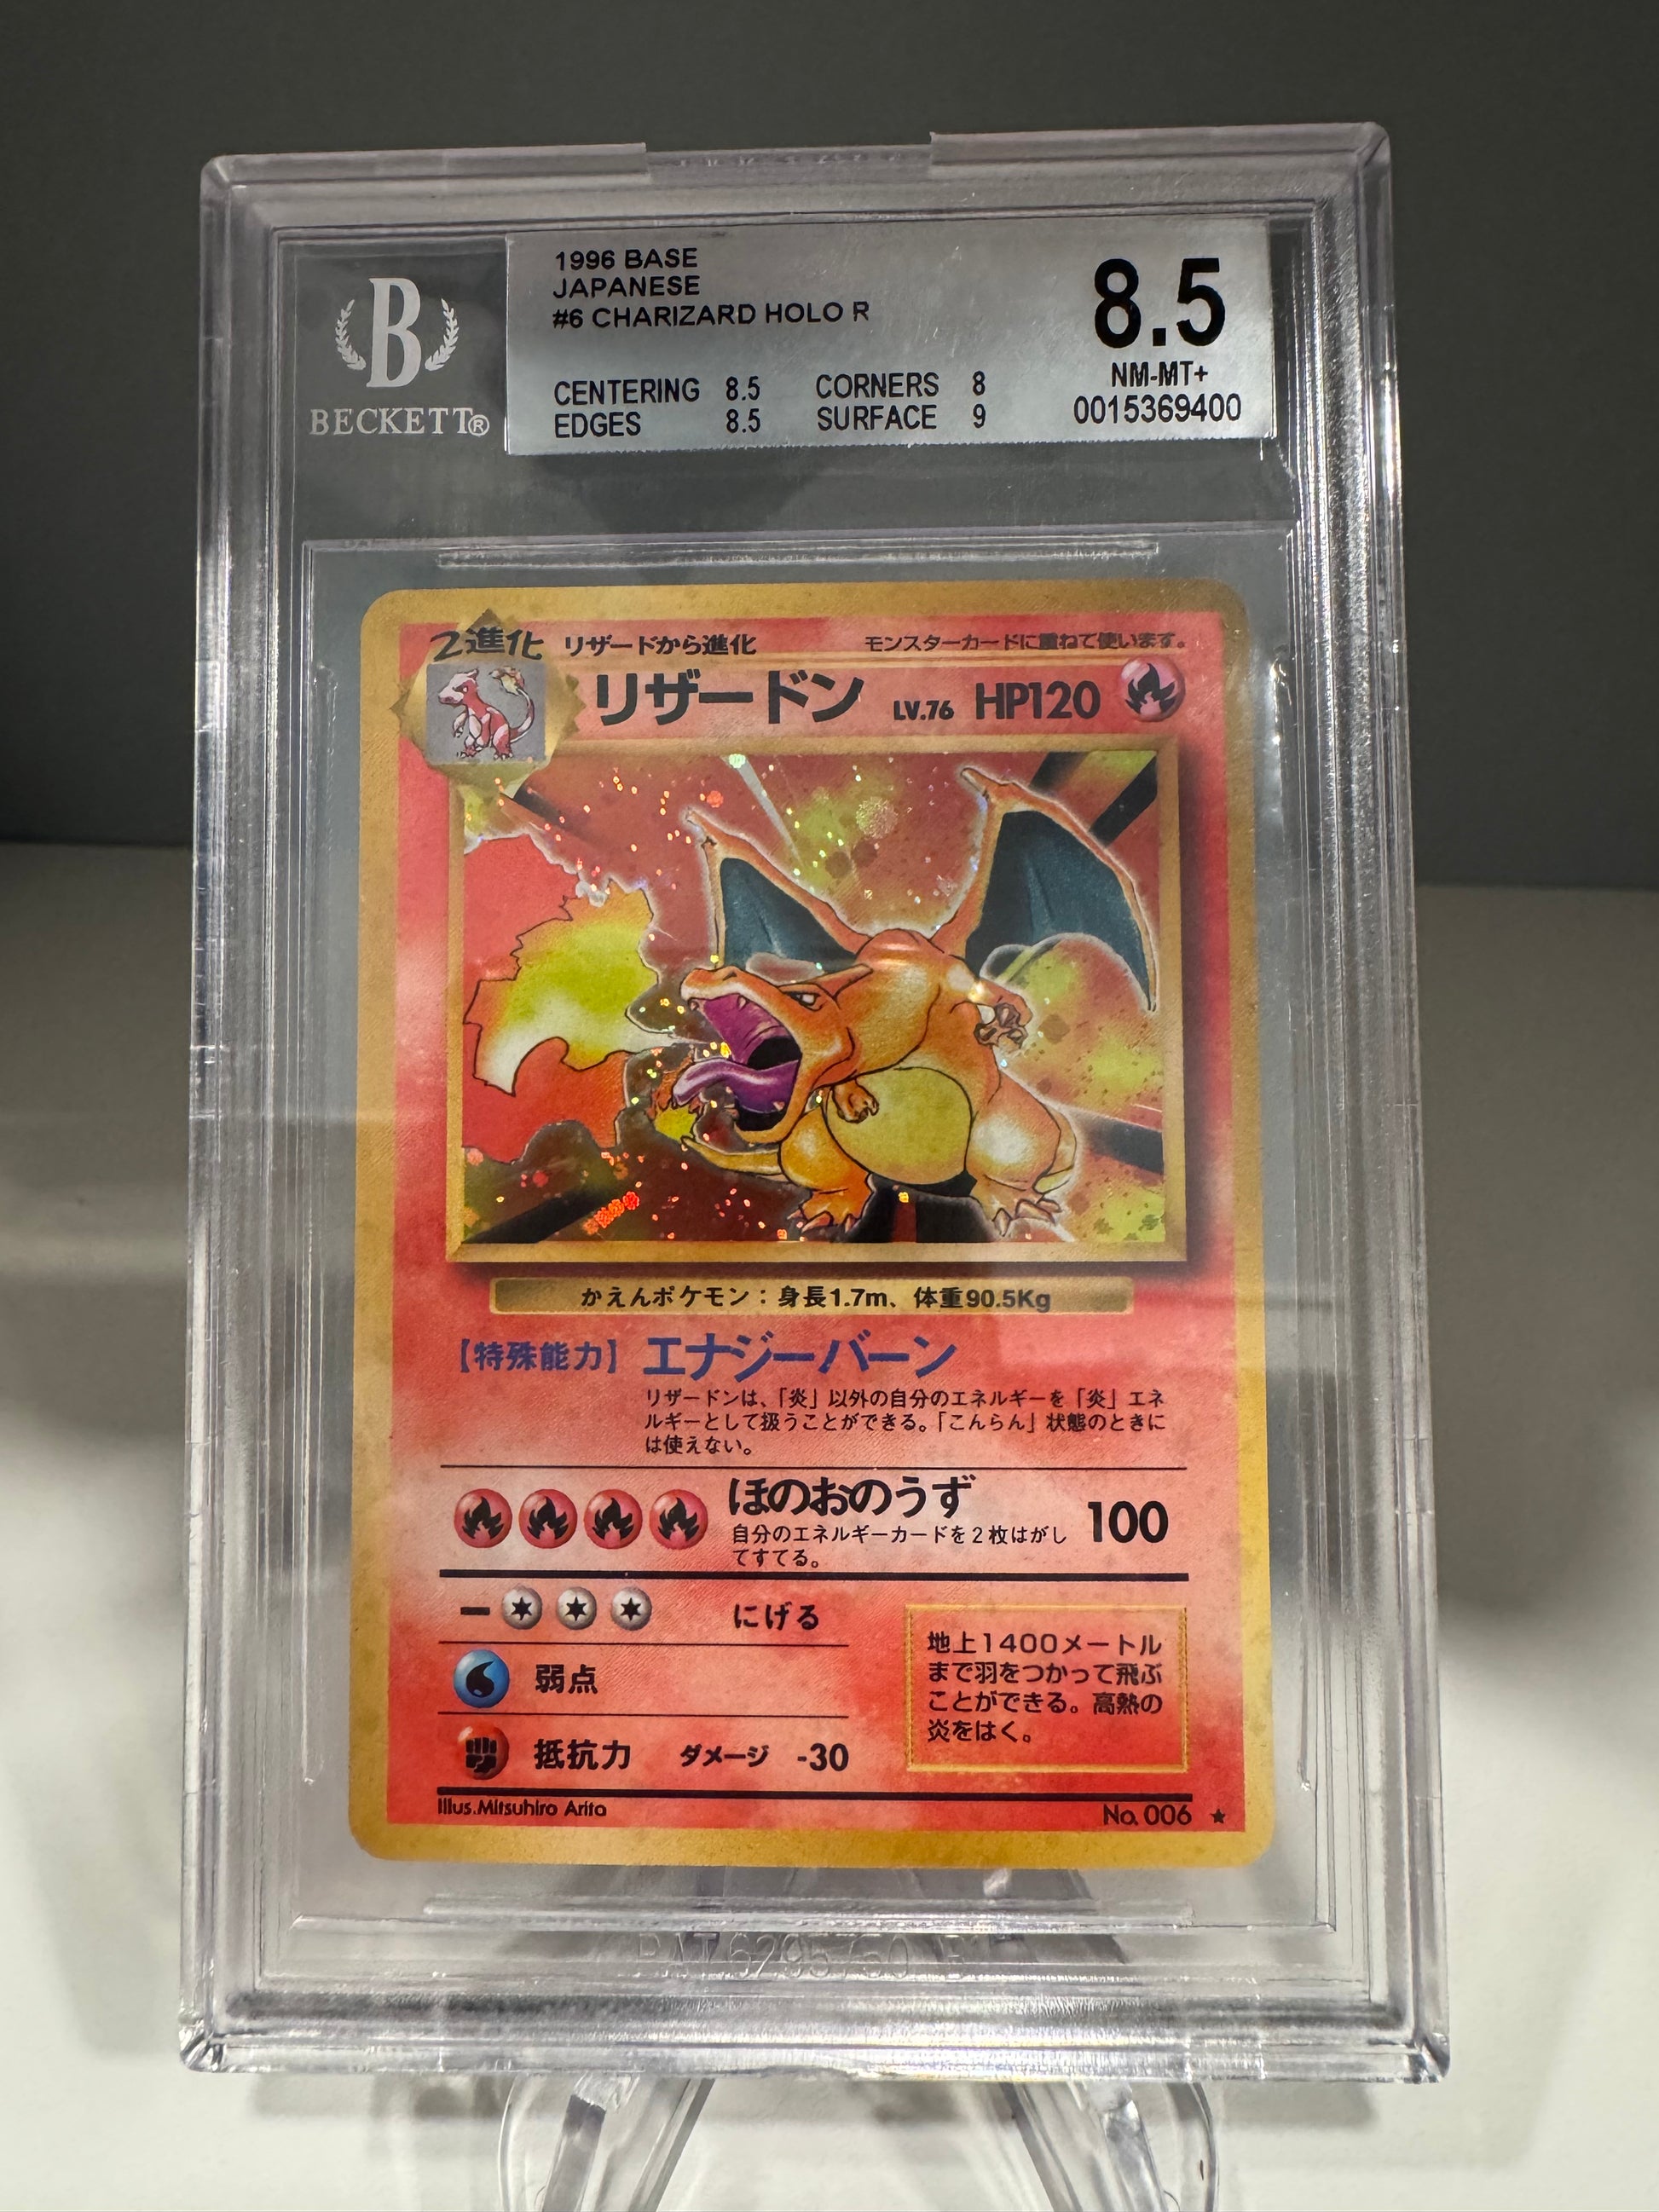 1996 BASE
JAPANESE
#6 CHARIZARD HOLO R
8.5
CENTERING 8.5 CORNERS 8
EDGES 8.5 SURFACE 9
NM-MT+
0015369400
B
BECKETT®
2進化 リザードから進化 モンスターカードに重ねて使います。
リザードン LV.76 HP120
かえんポケモン:身長1.7m、体重90.5Kg
【特殊能力】 エナジーバーン
リザードンは、「炎」以外の自分のエネルギーを「炎」エネ
ルギーとして扱うことができる。「こんらん」状態のときに
は使えない。
ほのおのうず 100
自分のエネルギーカードを2枚はがし
てすてる。
ー にげる
弱点
抵抗力 ダメージ -30
地上1400メートル
まで羽をつかって飛ぶ
ことができる。高熱の
炎をはく。
Illus.Mitsuhiro Arita
No. 006 ★
PAT 6295750 B